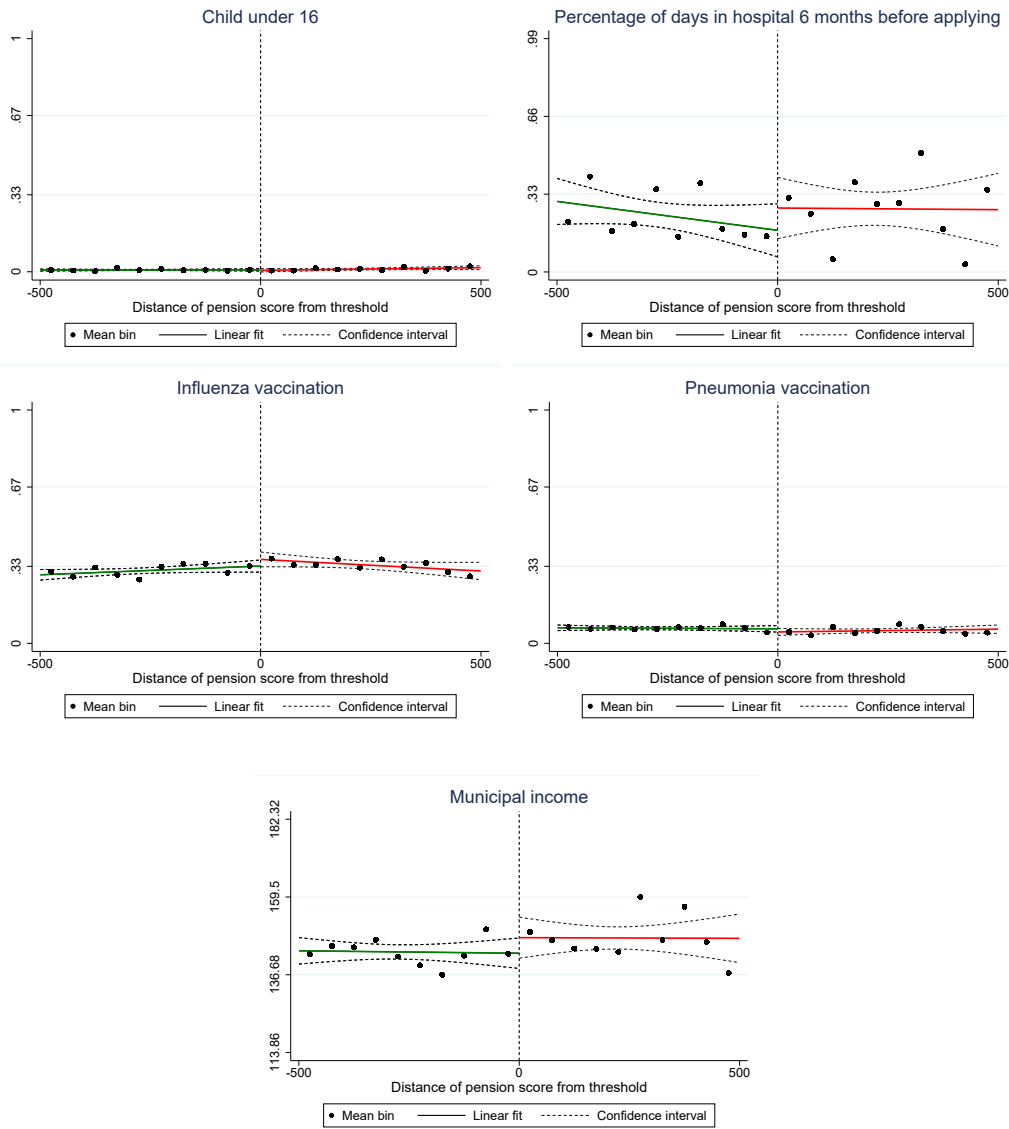 Child under 16
1
.67
.33
0
-500
0
500
Distance of pension score from threshold
Mean bin
Linear fit
Confidence interval
Percentage of days in hospital 6 months before applying
.99
.66
.33
0
-500
0
500
Distance of pension score from threshold
Mean bin
Linear fit
Confidence interval
Influenza vaccination
1
.67
.33
0
-500
0
500
Distance of pension score from threshold
Mean bin
Linear fit
Confidence interval
Pneumonia vaccination
1
.67
.33
0
-500
0
500
Distance of pension score from threshold
Mean bin
Linear fit
Confidence interval
Municipal income
182.32
159.5
136.68
113.86
-500
0
500
Distance of pension score from threshold
Mean bin
Linear fit
Confidence interval